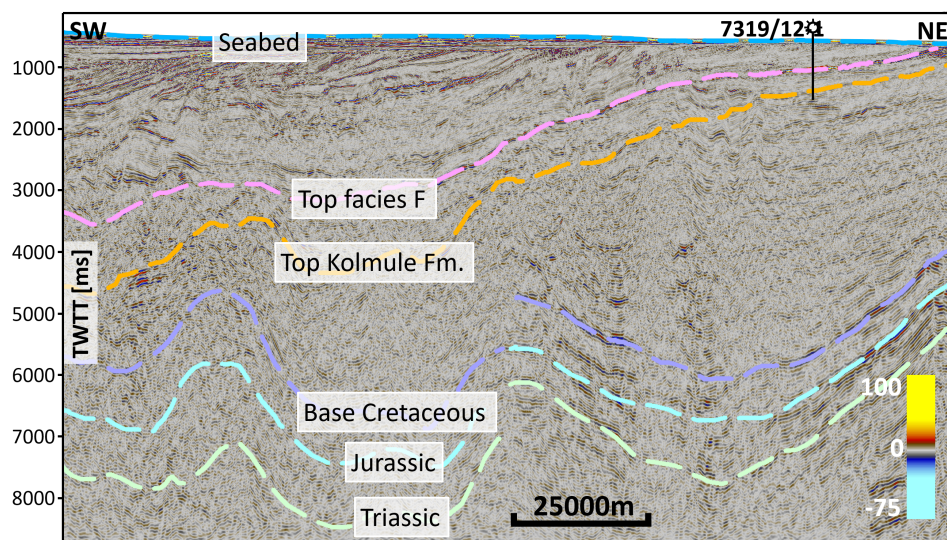 SW
7319/12-1
NE
Seabed
1000
2000
3000
Top facies F
4000
Top Kolmule Fm.
TWTT [ms]
5000
6000
100
Base Cretaceous
7000
0
Jurassic
8000
25000m
-75
Triassic